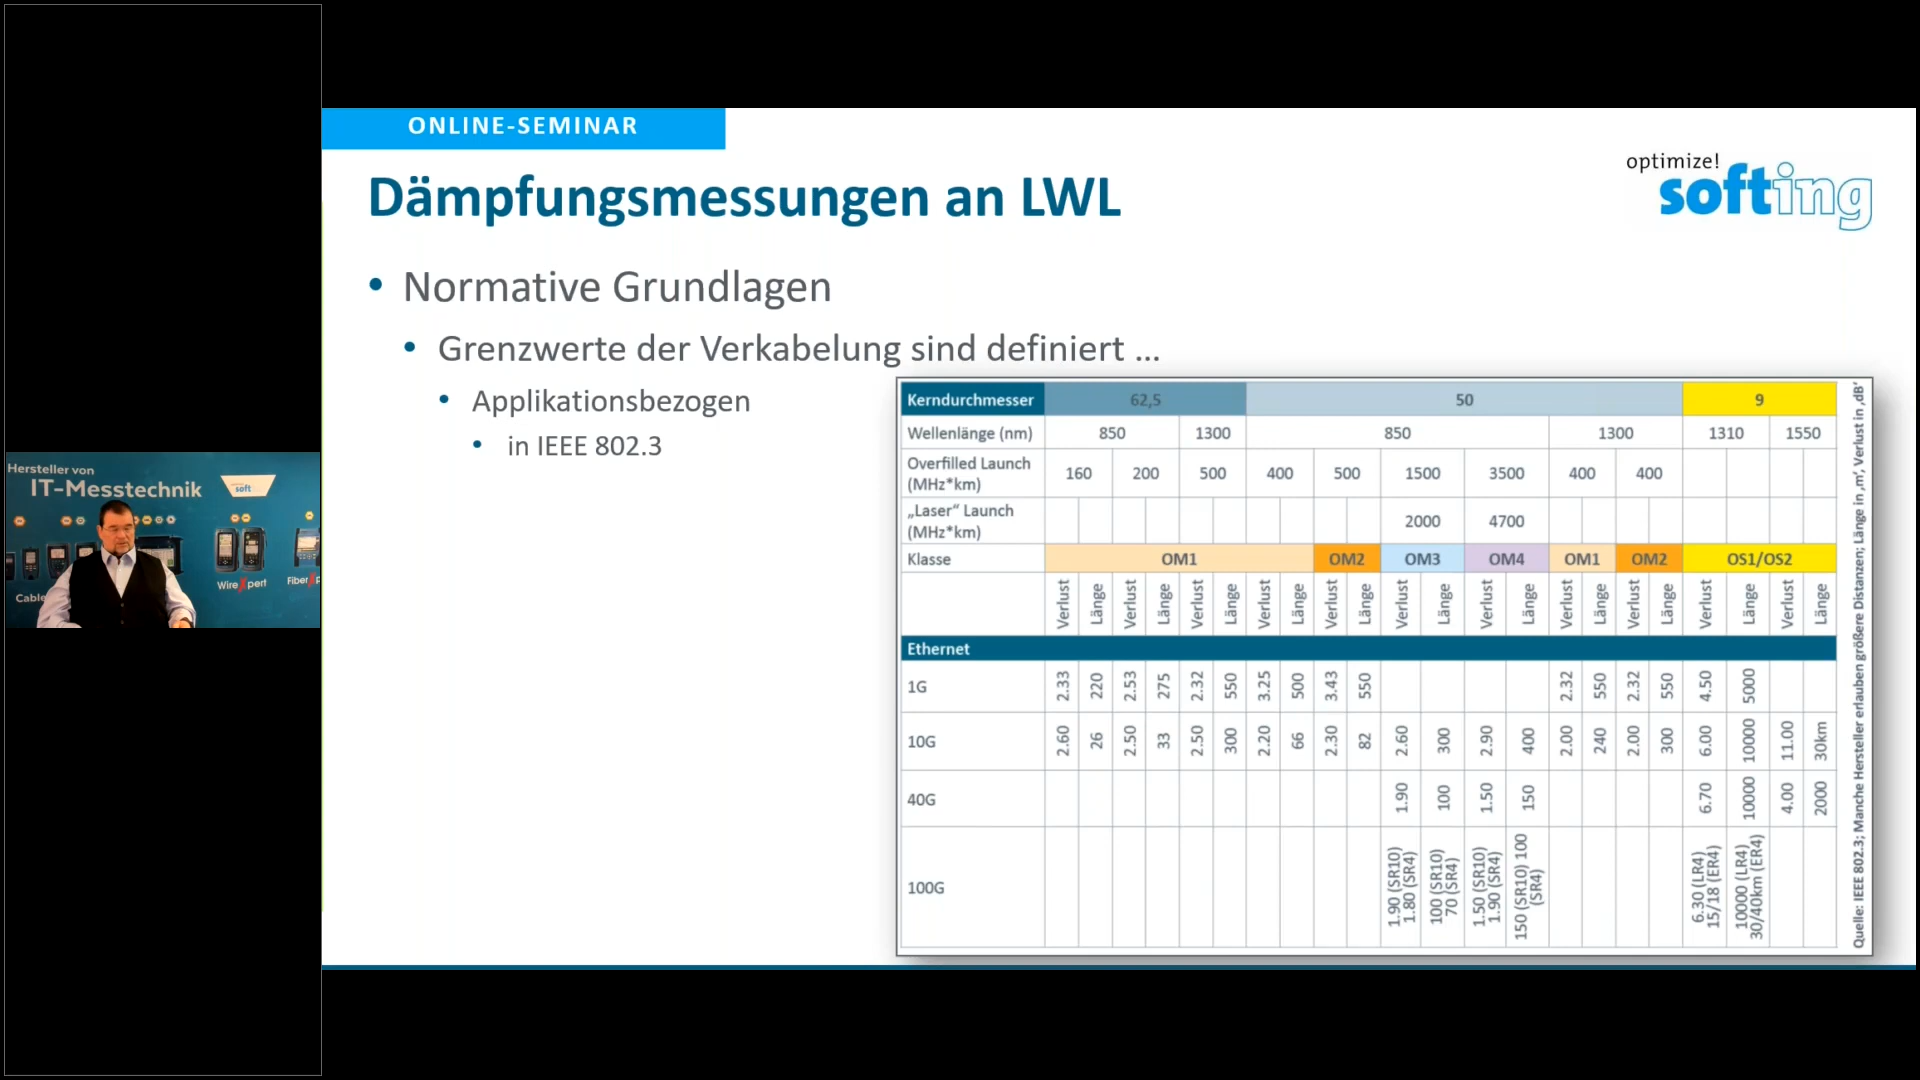 ONLINE-SEMINAR
Dämpfungsmessungen an LWL
optimize!
softing
• Normative Grundlagen
• Grenzwerte der Verkabelung sind definiert ...
• Applikationsbezogen
• in IEEE 802.3
Kerndurchmesser 62,5 50 9
Wellenlänge (nm) 850 1300 850 1300 1310 1550
Overfilled Launch
(MHz*km) 160 200 500 400 500 1500 3500 400 400
„Laser“ Launch
(MHz*km) 2000 4700
Klasse OM1 OM2 OM3 OM4 OM1 OM2 OS1/OS2
Verlust Länge Verlust Länge Verlust Länge Verlust Länge Verlust Länge Verlust Länge Verlust Länge Verlust Länge Verlust Länge Verlust Länge Verlust Länge
Ethernet
1G 2.33 220 2.53 275 2.32 550 3.25 500 3.43 550 2.32 550 2.32 550 4.50 5000
10G 2.60 26 2.50 33 2.50 300 2.20 66 2.30 82 2.60 300 2.90 400 2.00 240 2.00 300 6.00 10000 11.00 30km
40G 1.90 100 1.50 150 6.70 10000 4.00 2000
100G
1.90 (SR10)
1.80 (SR4)
100 (SR10)
70 (SR4)
1.50 (SR10)
1.90 (SR4)
150 (SR10) 100
(SR4)
6.30 (LR4)
15/18 (ER4)
10000 (LR4)
30/40km (ER4)
Quelle: IEEE 802.3; Manche Hersteller erlauben größere Distanzen; Länge in ‚m‘, Verlust in ‚dB‘
Hersteller von
IT-Messtechnik
soft
WireXpert
Cable